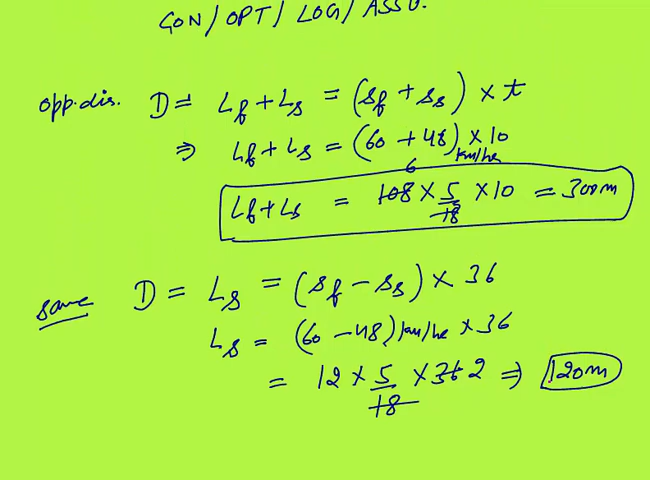 CON/OPT/ LOG/ ASSU.
opp.dis. D = Lf + Ls = (sf + ss) × t
⇒ Lf + Ls = (60 + 48) km/hr × 10
Lf + Ls = 108 6 × 5/18 × 10 = 300m
same D = Ls = (sf - ss) × 36
Ls = (60 - 48) km/hr × 36
= 12 × 5/18 × 36 2 ⇒ 120m